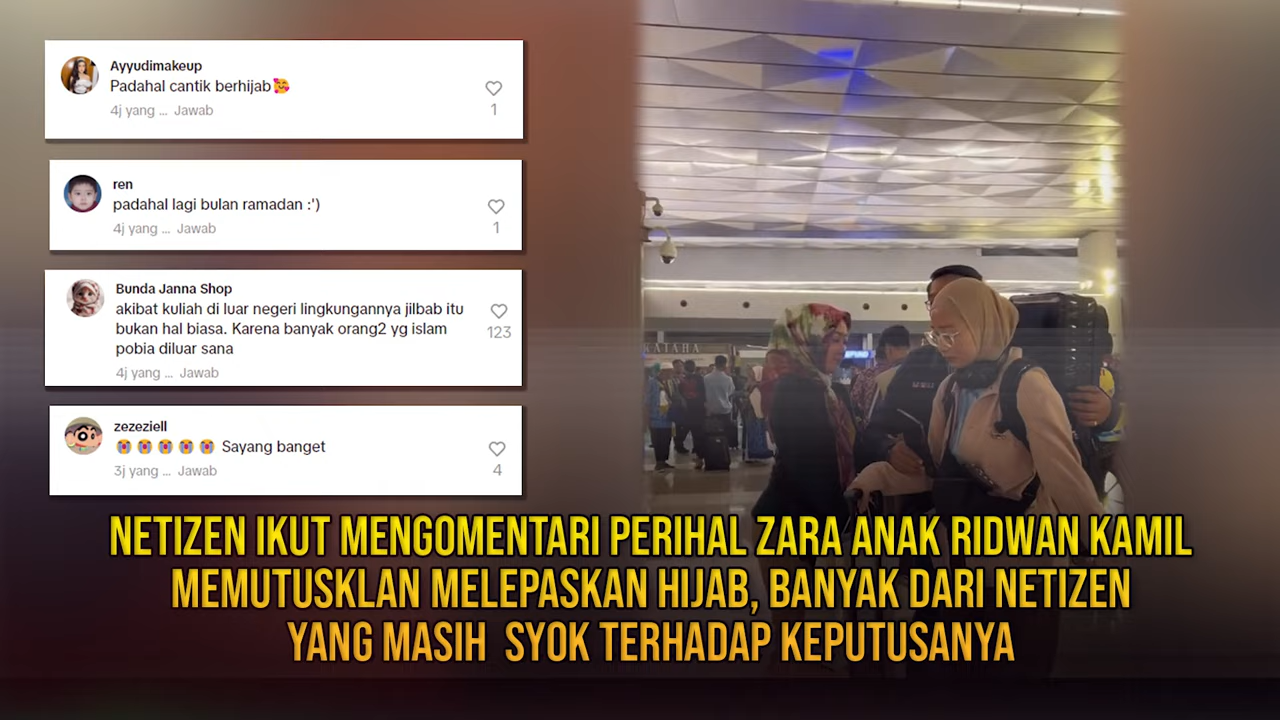 Ayyudimakeup
Padahal cantik berhijab🥰
4j yang ... Jawab
1
ren
padahal lagi bulan ramadan :')
4j yang ... Jawab
1
Bunda Janna Shop
akibat kuliah di luar negeri lingkungannya jilbab itu
bukan hal biasa. Karena banyak orang2 yg islam
pobia diluar sana
123
4j yang ... Jawab
zezeziell
😭😭😭😭😭 Sayang banget
3j yang ... Jawab
4
NETIZEN IKUT MENGOMENTARI PERIHAL ZARA ANAK RIDWAN KAMIL
MEMUTUSKLAN MELEPASKAN HIJAB, BANYAK DARI NETIZEN
YANG MASIH  SYOK TERHADAP KEPUTUSANYA